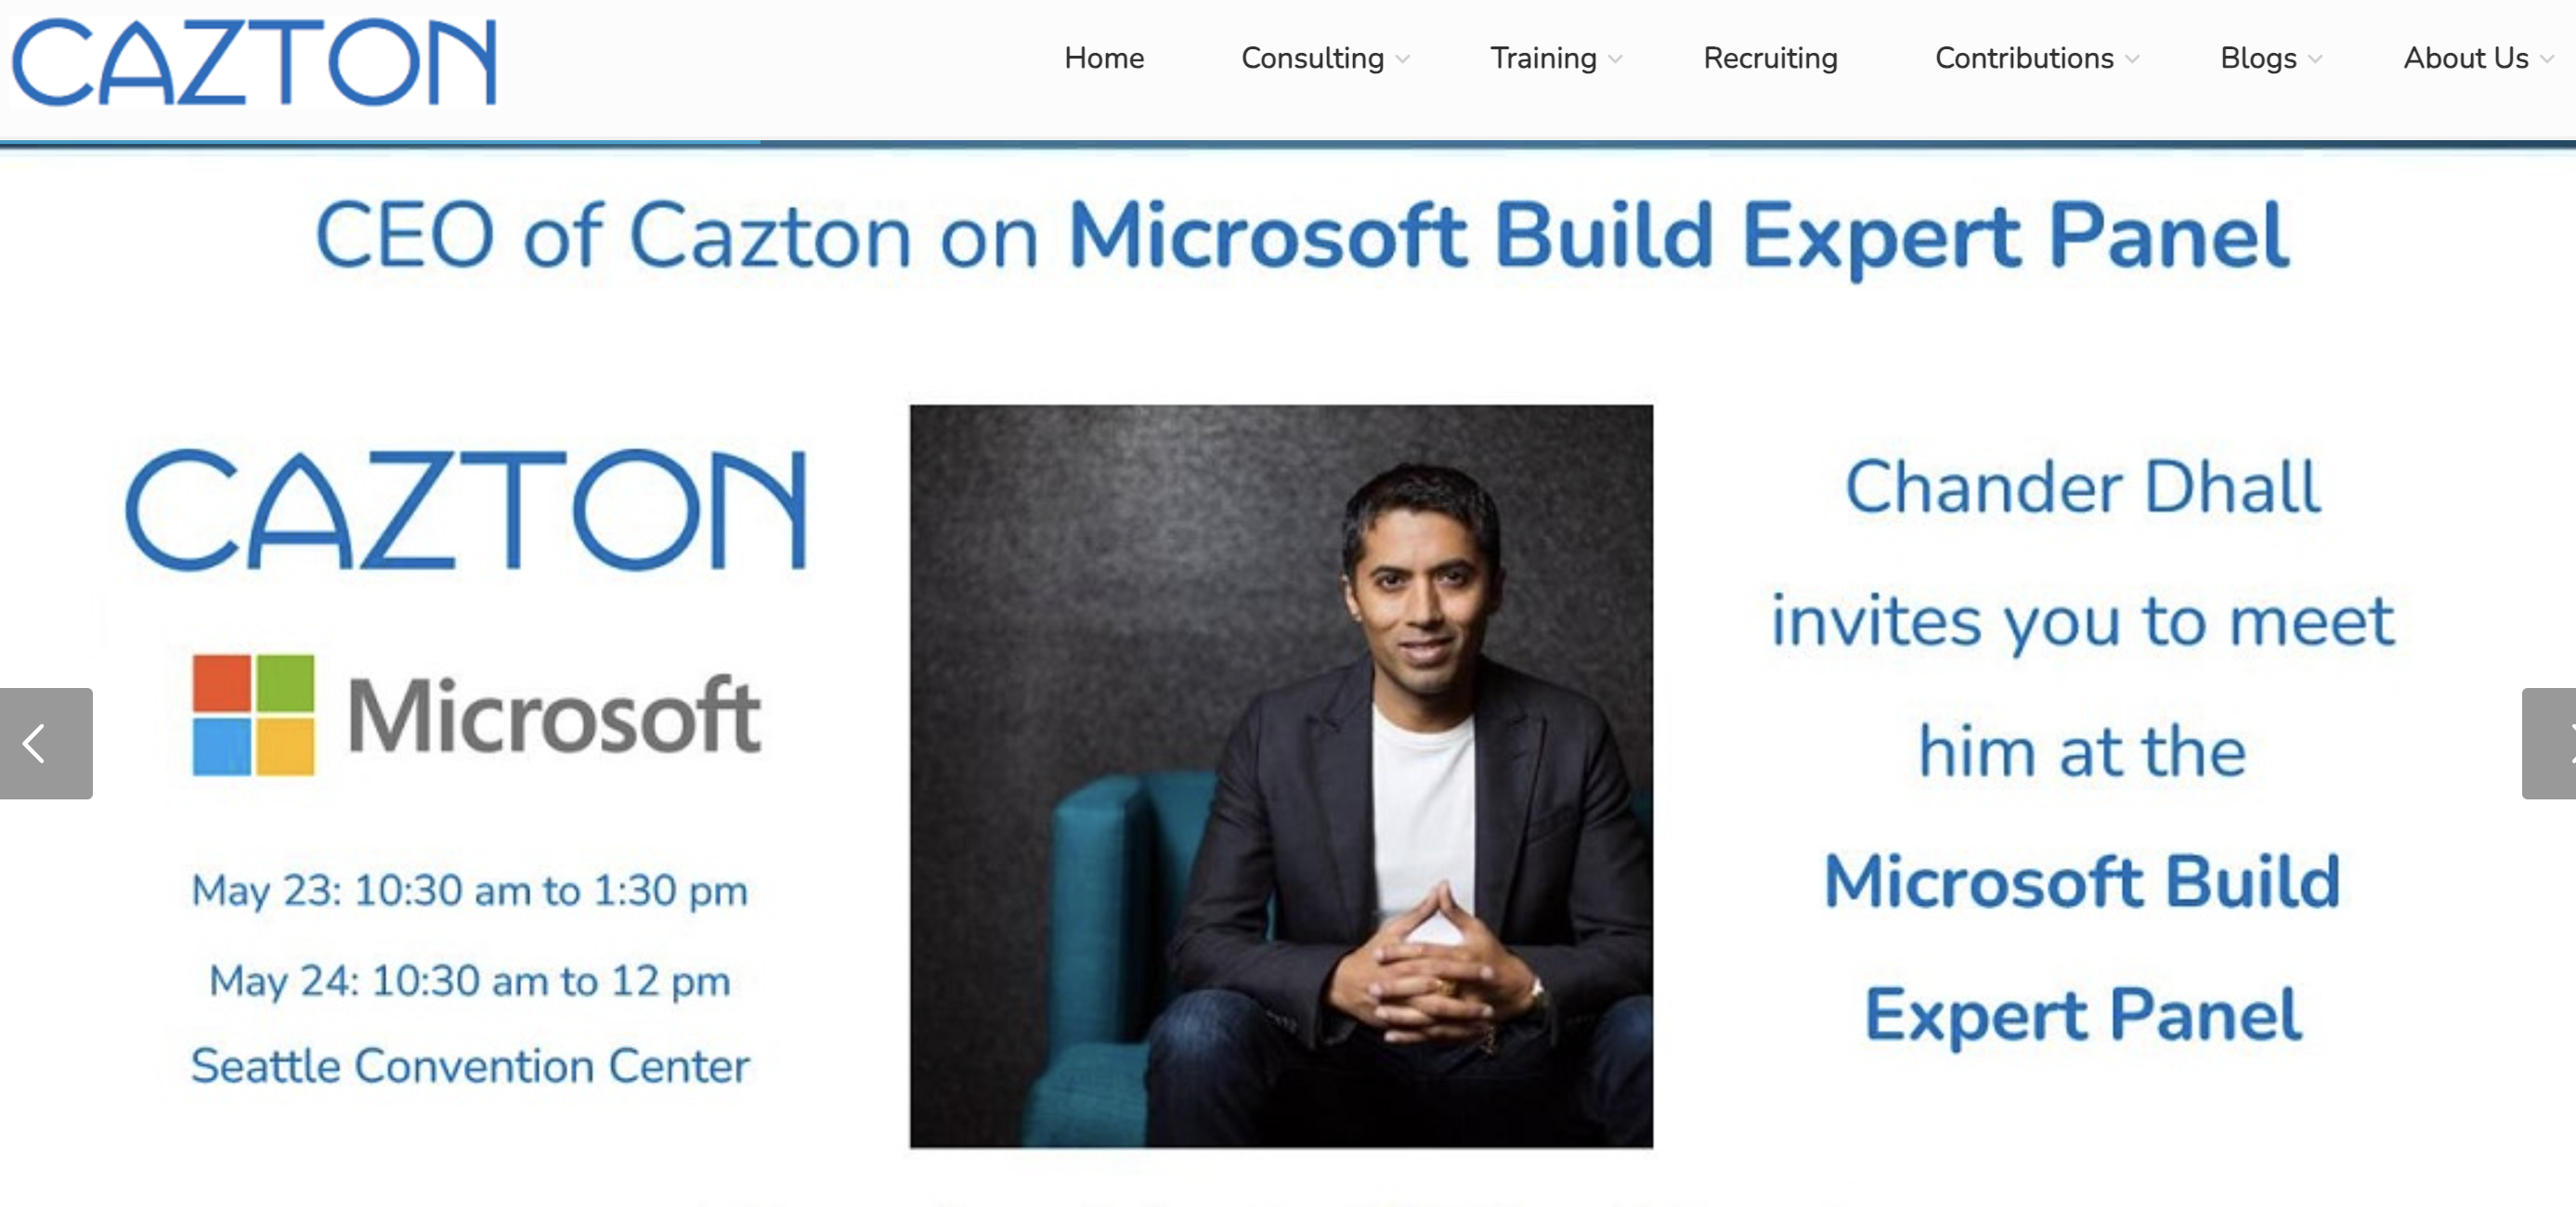 CAZTON
Home Consulting Training Recruiting Contributions Blogs About Us
CEO of Cazton on Microsoft Build Expert Panel
CAZTON
Microsoft
May 23: 10:30 am to 1:30 pm
May 24: 10:30 am to 12 pm
Seattle Convention Center
Chander Dhall
invites you to meet
him at the
Microsoft Build
Expert Panel